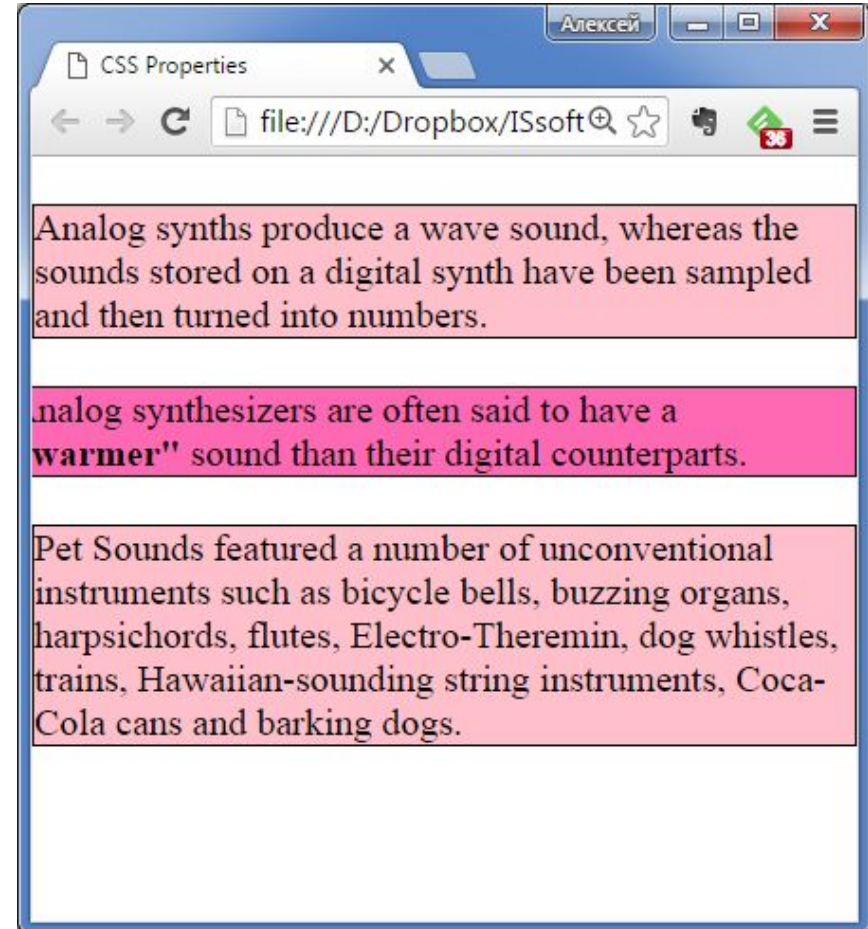 Алексей
CSS Properties
file:///D:/Dropbox/ISsoft
36
Analog synths produce a wave sound, whereas the
sounds stored on a digital synth have been sampled
and then turned into numbers.
nalog synthesizers are often said to have a
warmer" sound than their digital counterparts.
Pet Sounds featured a number of unconventional
instruments such as bicycle bells, buzzing organs,
harpsichords, flutes, Electro-Theremin, dog whistles,
trains, Hawaiian-sounding string instruments, Coca-
Cola cans and barking dogs.